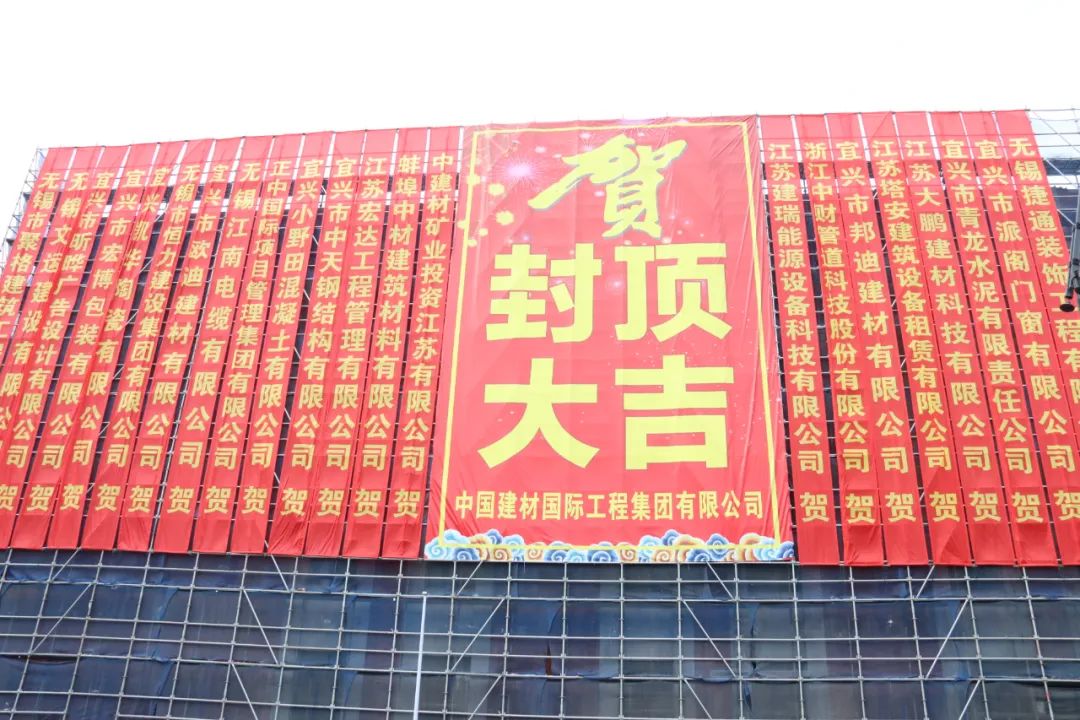 无锡市聚格建筑工
无锡文造建设有限公司 贺
宜兴市昕晔广告设计有限公司 贺
宜兴市宏博包装有限公司 贺
宜兴凯华陶瓷有限公司 贺
无锡市恒力建设集团有限公司 贺
宜兴市欧迪建材有限公司 贺
无锡江南电缆有限公司 贺
正中国际项目管理集团有限公司 贺
宜兴小野田混凝土有限公司 贺
宜兴市中天钢结构有限公司 贺
江苏宏达工程管理有限公司 贺
蚌埠中材建筑材料有限公司 贺
中建材矿业投资江苏有限公司 贺
賀
封顶
大吉
中国建材国际工程集团有限公司
江苏建瑞能源设备科技有限公司 贺
浙江中财管道科技股份有限公司 贺
宜兴市邦迪建材有限公司 贺
江苏塔安建筑设备租赁有限公司 贺
江苏大鹏建材科技有限公司 贺
宜兴市青龙水泥有限责任公司 贺
宜兴市派阁门窗有限公司 贺
无锡捷通装饰工程有限公司 贺